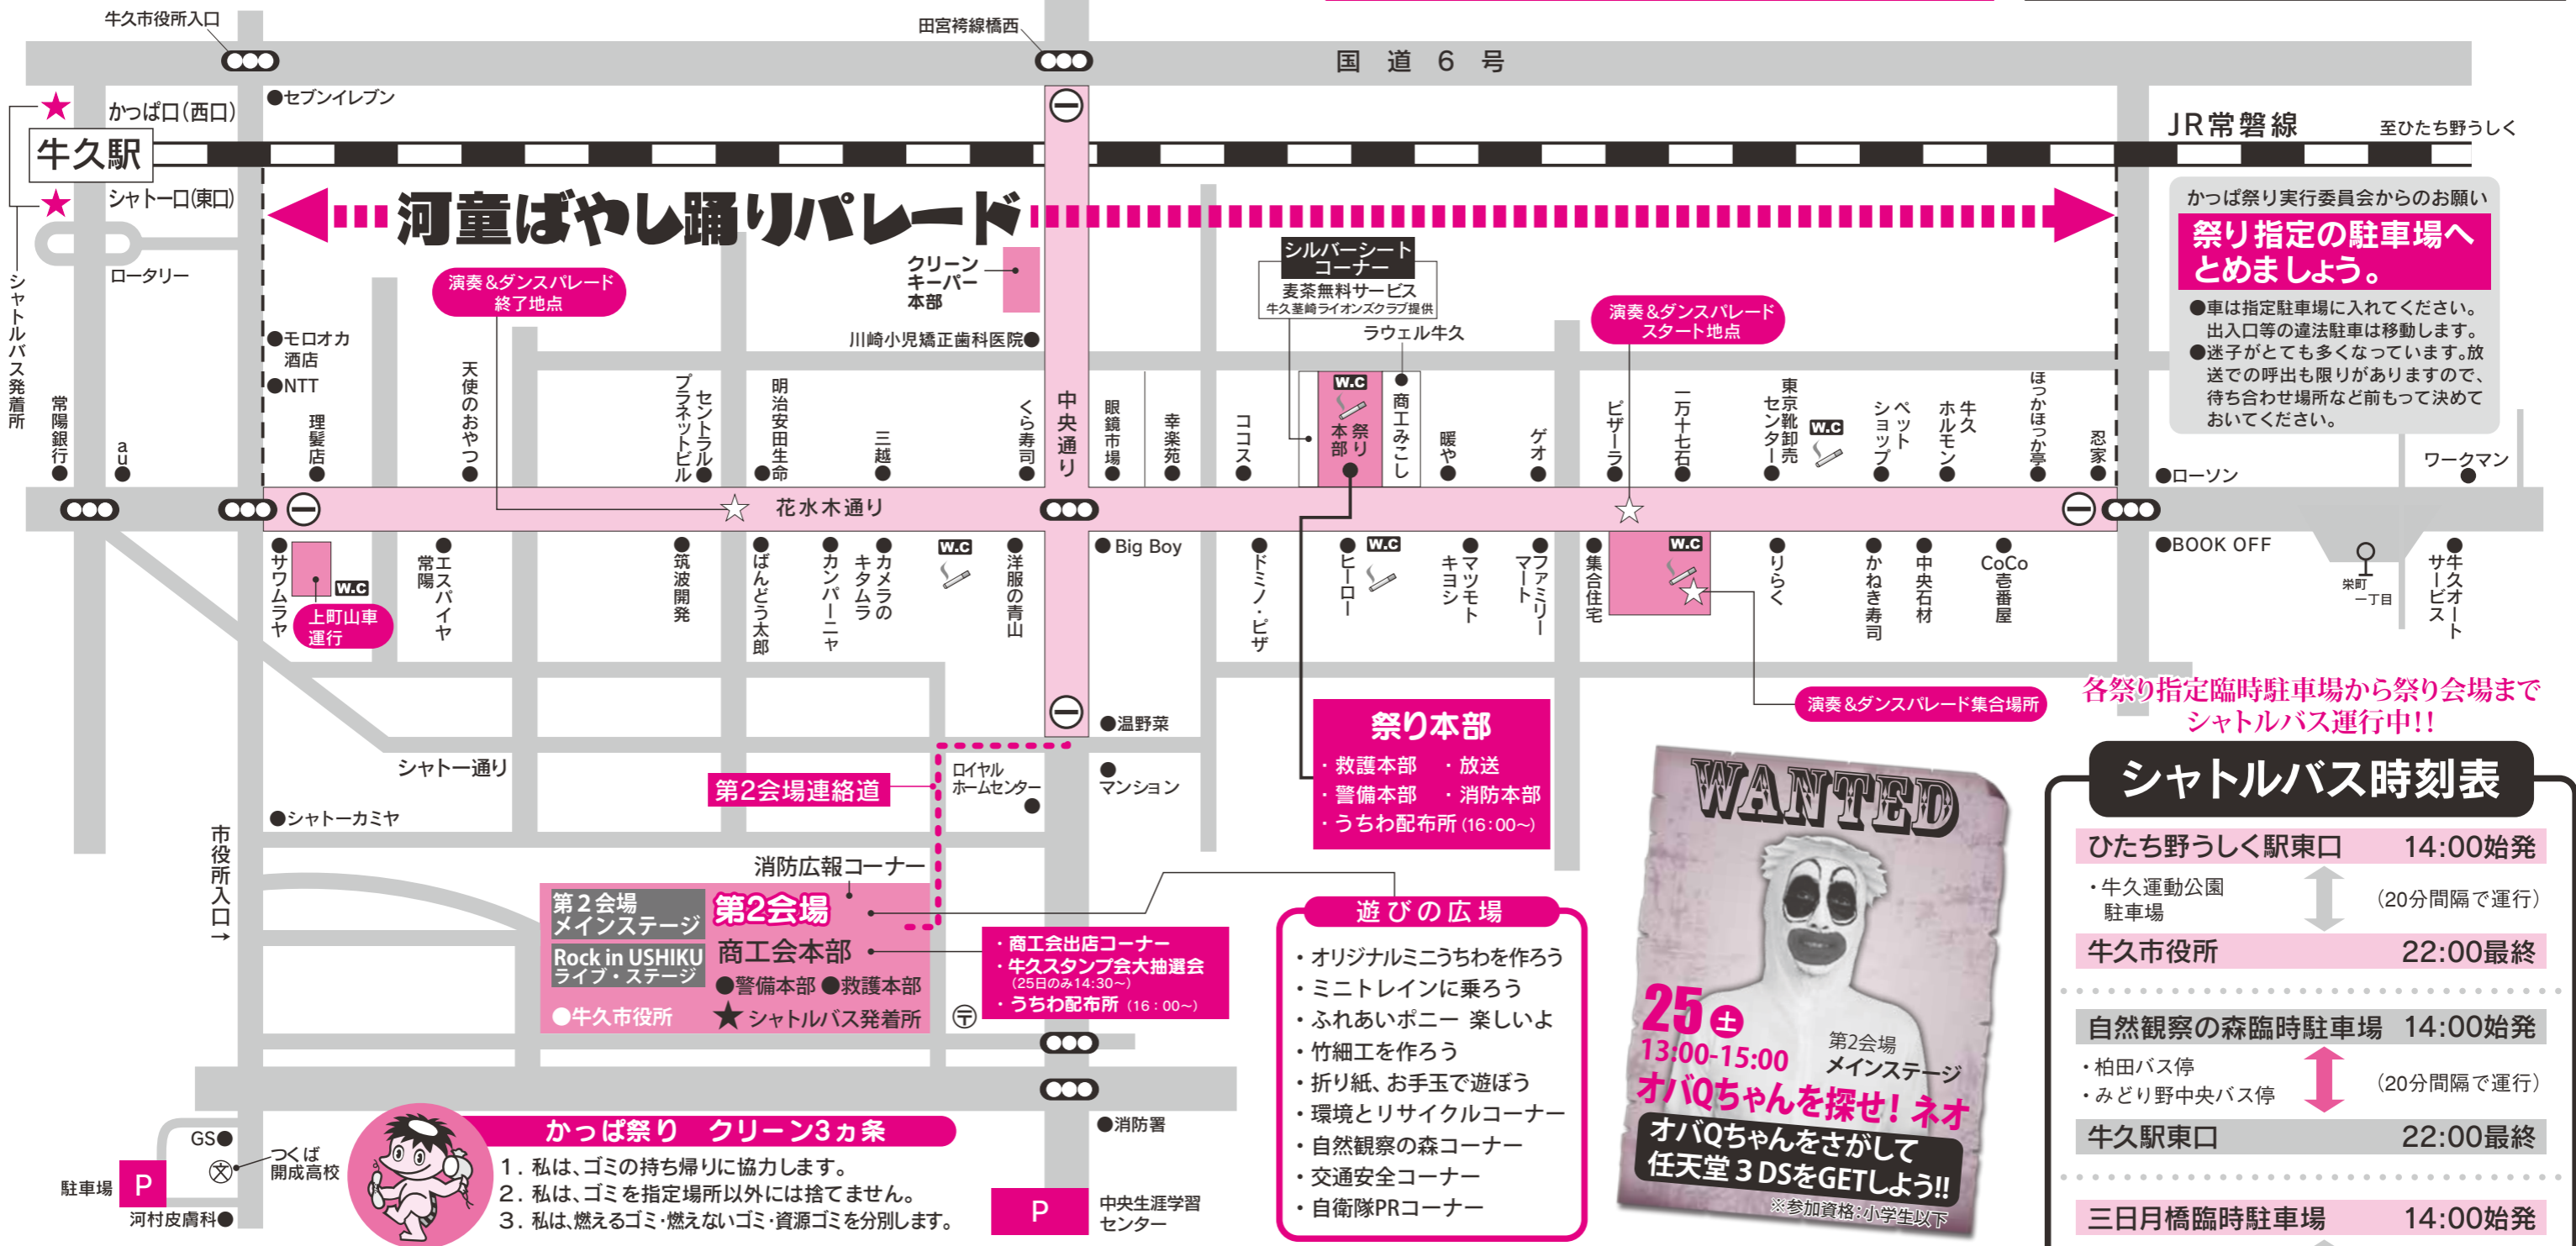 牛久市役所入口
田宮袴線橋西
国道6号
●セブンイレブン
かっぱ口(西口)
牛久駅
シャトー口(東口)
JR常磐線
至ひたち野うしく
河童ばやし踊りパレード
シャトルバス発着所
ロータリー
演奏&ダンスパレード
終了地点
クリーン
キーパー
本部
シルバーシート
コーナー
麦茶無料サービス
牛久茎崎ライオンズクラブ提供
ラウェル牛久
演奏&ダンスパレード
スタート地点
川崎小児矯正歯科医院●
●モロオカ
酒店
●NTT
かっぱ祭り実行委員会からのお願い
祭り指定の駐車場へ
とめましょう。
●車は指定駐車場に入れてください。
出入口等の違法駐車は移動します。
●迷子がとても多くなっています。放
送での呼出も限りがありますので、
待ち合わせ場所など前もって決めて
おいてください。
常陽銀行
au
理髪店
天使のおやつ
セントラル
プラネットビル
明治安田生命
三越
くら寿司
中央通り
眼鏡市場
幸楽苑
ココス
W.C
祭り
本部
商工みこし
暖や
ゲオ
ピザーラ
一万十七石
東京靴卸売
センター
W.C
ペット
ショップ
牛久
ホルモン
ほっかほっか亭
忍家
●ローソン
ワークマン
花水木通り
サワムラヤ
W.C
上町山車
運行
エスパイヤ
常陽
筑波開発
ばんどう太郎
カンパーニャ
カメラの
キタムラ
W.C
洋服の青山
●Big Boy
ドミノ・ピザ
ヒーロー
W.C
マツモト
キヨシ
ファミリー
マート
集合住宅
W.C
りらく
かねき寿司
中央石材
CoCo
壱番屋
●BOOK OFF
栄町
一丁目
牛久オート
サービス
演奏&ダンスパレード集合場所
シャトー通り
●温野菜
ロイヤル
ホームセンター
マンション
第2会場連絡道
●シャトーカミヤ
市役所入口→
祭り本部
・救護本部 ・放送
・警備本部 ・消防本部
・うちわ配布所(16:00~)
消防広報コーナー
第2会場
メインステージ
第2会場
Rock in USHIKU
ライブ・ステージ
商工会本部
●警備本部 ●救護本部
●牛久市役所
★シャトルバス発着所
・商工会出店コーナー
・牛久スタンプ会大抽選会
(25日のみ14:30~)
・うちわ配布所(16:00~)
〒
遊びの広場
・オリジナルミニうちわを作ろう
・ミニトレインに乗ろう
・ふれあいポニー 楽しいよ
・竹細工を作ろう
・折り紙、お手玉で遊ぼう
・環境とリサイクルコーナー
・自然観察の森コーナー
・交通安全コーナー
・自衛隊PRコーナー
WANTED
25土
13:00-15:00
第2会場
メインステージ
オバQちゃんを探せ!ネオ
オバQちゃんをさがして
任天堂3DSをGETしよう!!
※参加資格:小学生以下
各祭り指定臨時駐車場から祭り会場まで
シャトルバス運行中!!
シャトルバス時刻表
ひたち野うしく駅東口 14:00始発
・牛久運動公園
駐車場
(20分間隔で運行)
牛久市役所 22:00最終
自然観察の森臨時駐車場 14:00始発
・柏田バス停
・みどり野中央バス停
(20分間隔で運行)
牛久駅東口 22:00最終
三日月橋臨時駐車場 14:00始発
GS●
文
つくば
開成高校
駐車場
P
河村皮膚科●
かっぱ祭り クリーン3ヵ条
1. 私は、ゴミの持ち帰りに協力します。
2. 私は、ゴミを指定場所以外には捨てません。
3. 私は、燃えるゴミ・燃えないゴミ・資源ゴミを分別します。
●消防署
P
中央生涯学習
センター